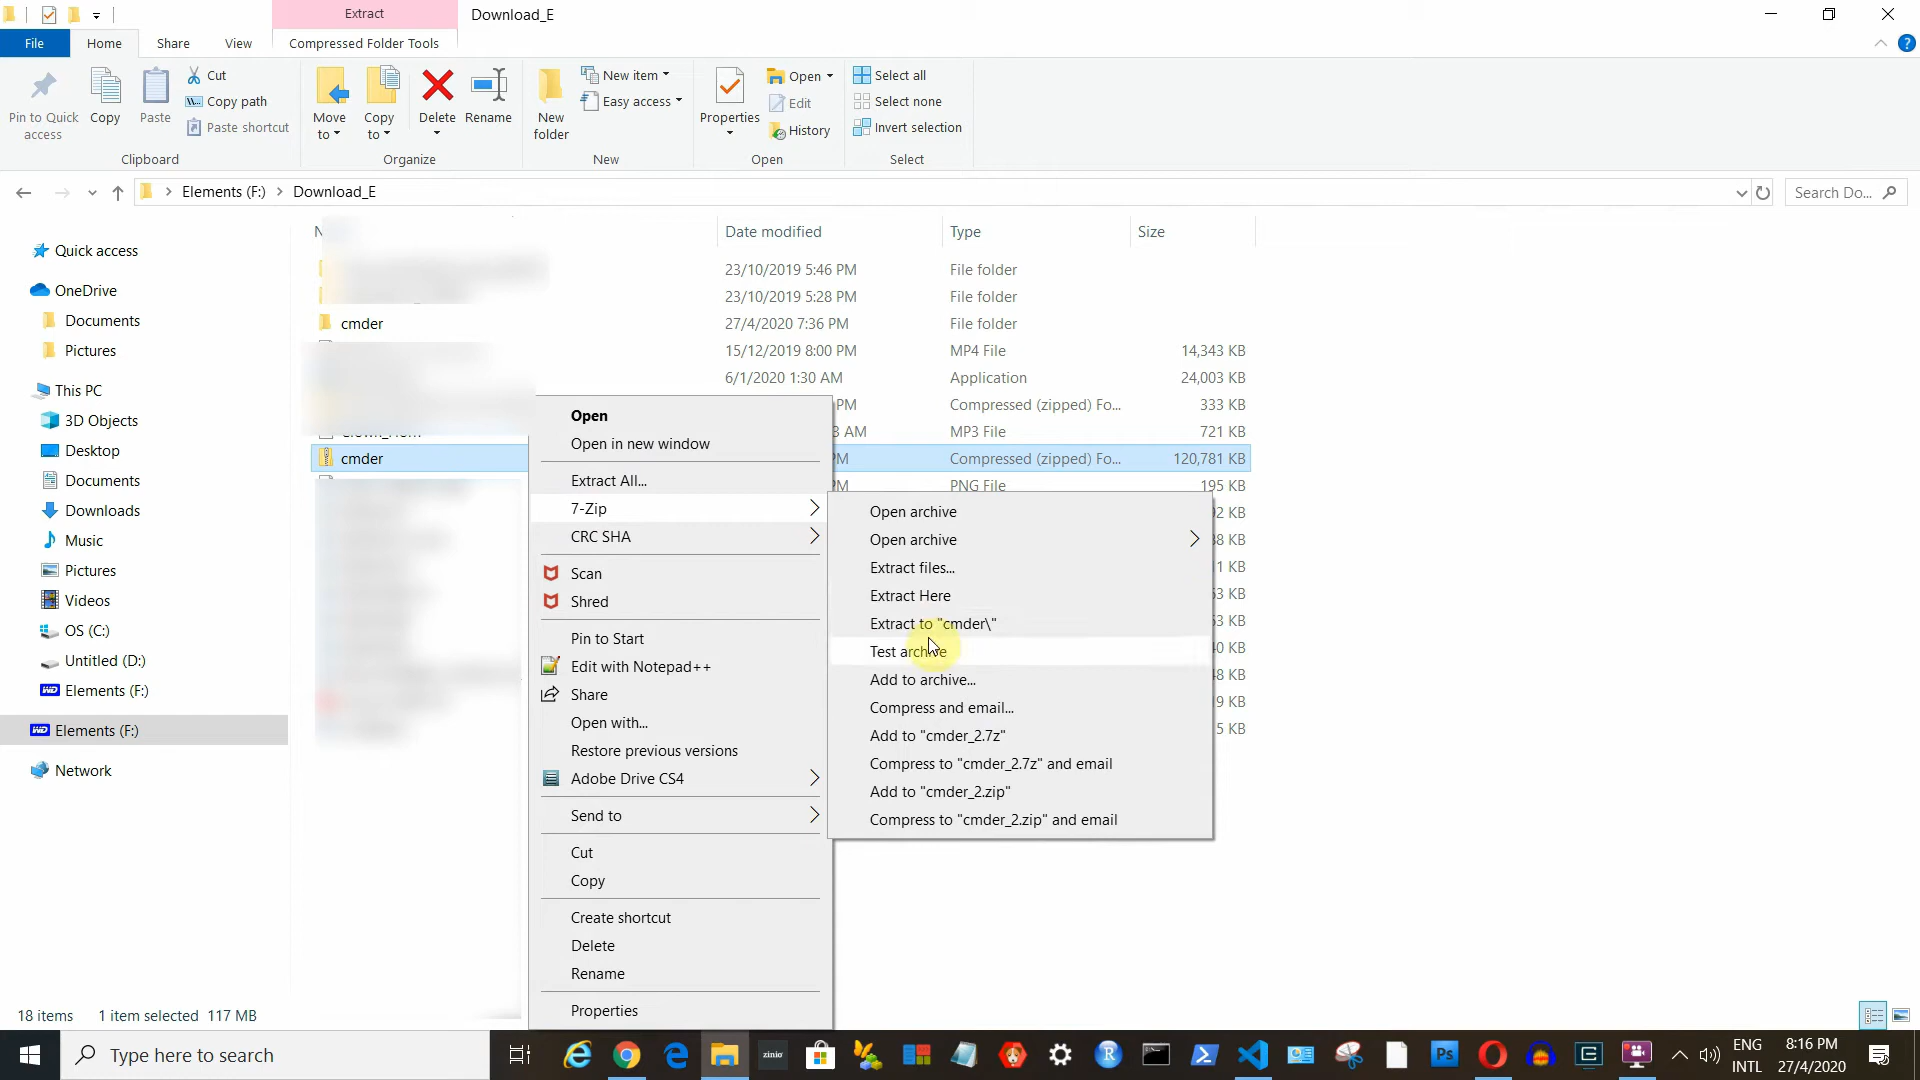 Extract
Download_E
File
Home
Share
View
Compressed Folder Tools
Pin to Quick access
Copy
Paste
Cut
Copy path
Paste shortcut
Move to
Copy to
Delete
Rename
New folder
New item
Easy access
Properties
Open
Edit
History
Select all
Select none
Invert selection
Clipboard
Organize
New
Open
Select
Elements (F:) > Download_E
Search Do...
Date modified
Type
Size
Quick access
OneDrive
Documents
Pictures
This PC
3D Objects
Desktop
Documents
Downloads
Music
Pictures
Videos
OS (C:)
Untitled (D:)
Elements (F:)
Elements (F:)
Network
23/10/2019 5:46 PM File folder
23/10/2019 5:28 PM File folder
cmder 27/4/2020 7:36 PM File folder
15/12/2019 8:00 PM MP4 File 14,343 KB
6/1/2020 1:30 AM Application 24,003 KB
PM Compressed (zipped) Fo... 333 KB
AM MP3 File 721 KB
cmder PM Compressed (zipped) Fo... 120,781 KB
PM PNG File 195 KB
Open
Open in new window
Extract All...
7-Zip
CRC SHA
Scan
Shred
Pin to Start
Edit with Notepad++
Share
Open with...
Restore previous versions
Adobe Drive CS4
Send to
Cut
Copy
Create shortcut
Delete
Rename
Properties
Open archive
Open archive
Extract files...
Extract Here
Extract to "cmder\"
Test archive
Add to archive...
Compress and email...
Add to "cmder_2.7z"
Compress to "cmder_2.7z" and email
Add to "cmder_2.zip"
Compress to "cmder_2.zip" and email
18 items 1 item selected 117 MB
Type here to search
zinio
Ps
ENG
INTL
8:16 PM
27/4/2020